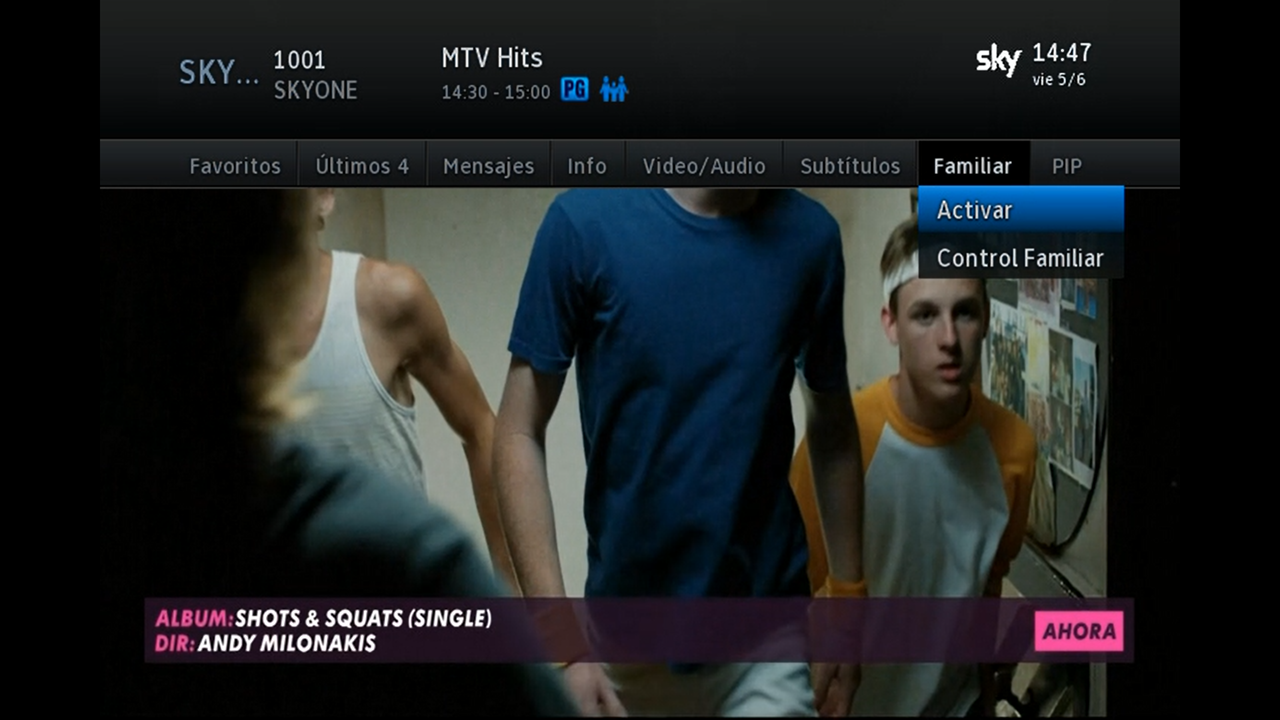 SKY...
1001
SKYONE
MTV Hits
14:30 - 15:00 PG
sky 14:47
vie 5/6
Favoritos Últimos 4 Mensajes Info Video/Audio Subtítulos Familiar PIP
Activar
Control Familiar
ALBUM: SHOTS & SQUATS (SINGLE)
DIR: ANDY MILONAKIS
AHORA